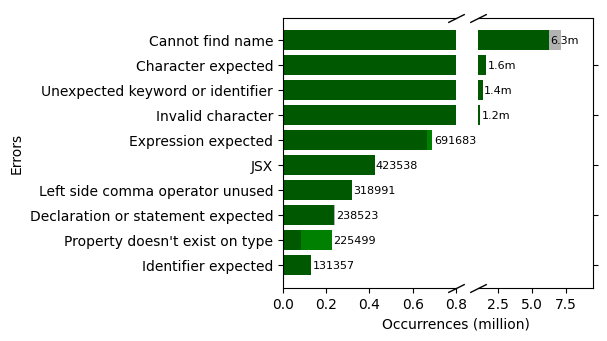 Errors
Cannot find name 6.3m
Character expected 1.6m
Unexpected keyword or identifier 1.4m
Invalid character 1.2m
Expression expected 691683
JSX 423538
Left side comma operator unused 318991
Declaration or statement expected 238523
Property doesn't exist on type 225499
Identifier expected 131357
0.0 0.2 0.4 0.6 0.8 2.5 5.0 7.5
Occurrences (million)